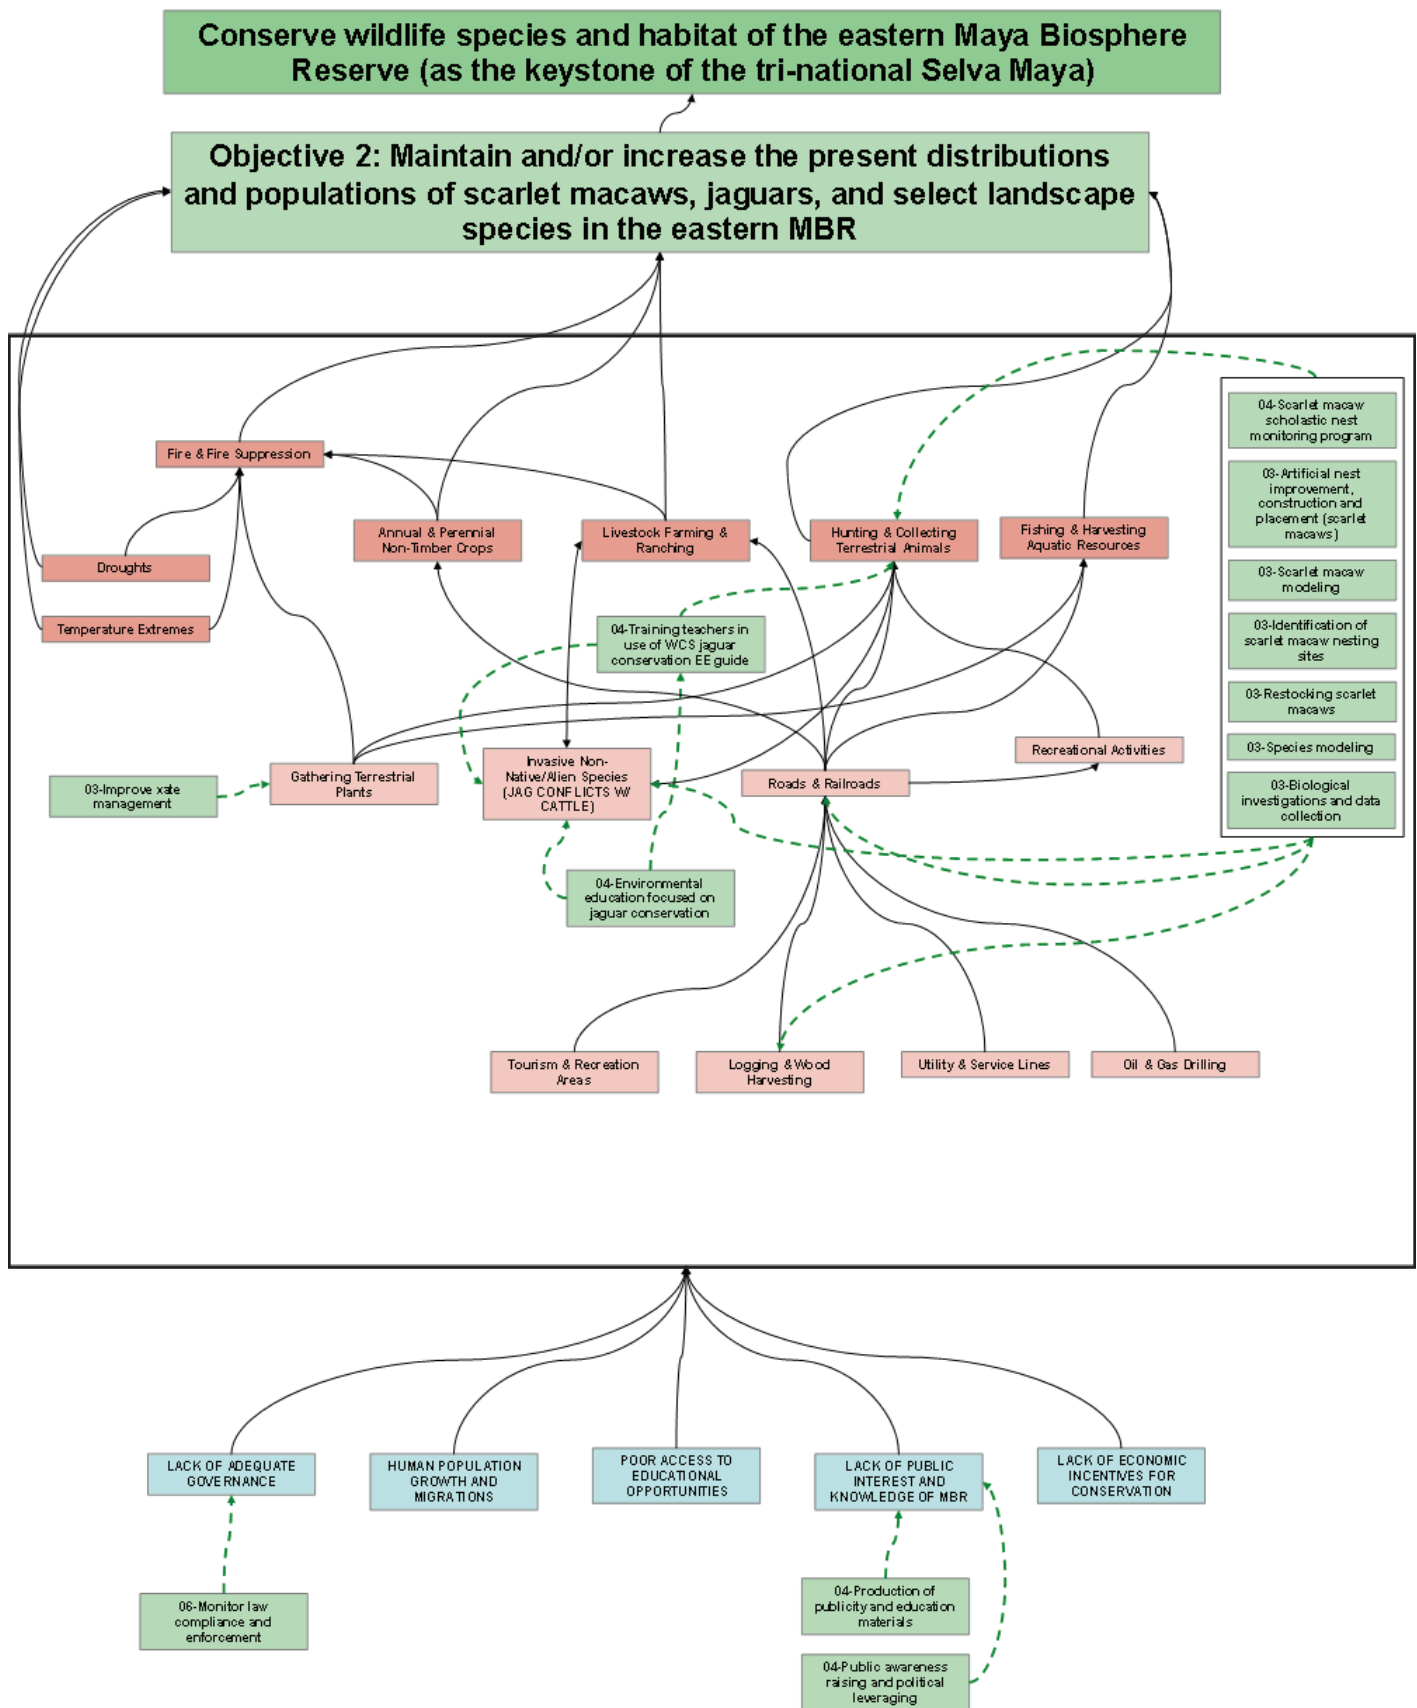 Conserve wildlife species and habitat of the eastern Maya Biosphere
Reserve (as the keystone of the tri-national Selva Maya)
Objective 2: Maintain and/or increase the present distributions
and populations of scarlet macaws, jaguars, and select landscape
species in the eastern MBR
04-Scarlet macaw
scholastic nest
monitoring program
03-Artificial nest
improvement,
construction and
placement (scarlet
macaws)
03-Scarlet macaw
modeling
03-Identification of
scarlet macaw nesting
sites
03-Restocking scarlet
macaws
03-Species modeling
03-Biological
investigations and data
collection
Fire & Fire Suppression
Annual & Perennial
Non-Timber Crops
Livestock Farming &
Ranching
Hunting & Collecting
Terrestrial Animals
Fishing & Harvesting
Aquatic Resources
Droughts
Temperature Extremes
04-Training teachers in
use of WCS jaguar
conservation EE guide
03-Improve xate
management
Gathering Terrestrial
Plants
Invasive Non-
Native/Alien Species
(JAG CONFLICTS W/
CATTLE)
Roads & Railroads
Recreational Activities
04-Environmental
education focused on
jaguar conservation
Tourism & Recreation
Areas
Logging & Wood
Harvesting
Utility & Service Lines
Oil & Gas Drilling
LACK OF ADEQUATE
GOVERNANCE
HUMAN POPULATION
GROWTH AND
MIGRATIONS
POOR ACCESS TO
EDUCATIONAL
OPPORTUNITIES
LACK OF PUBLIC
INTEREST AND
KNOWLEDGE OF MBR
LACK OF ECONOMIC
INCENTIVES FOR
CONSERVATION
06-Monitor law
compliance and
enforcement
04-Production of
publicity and education
materials
04-Public awareness
raising and political
leveraging